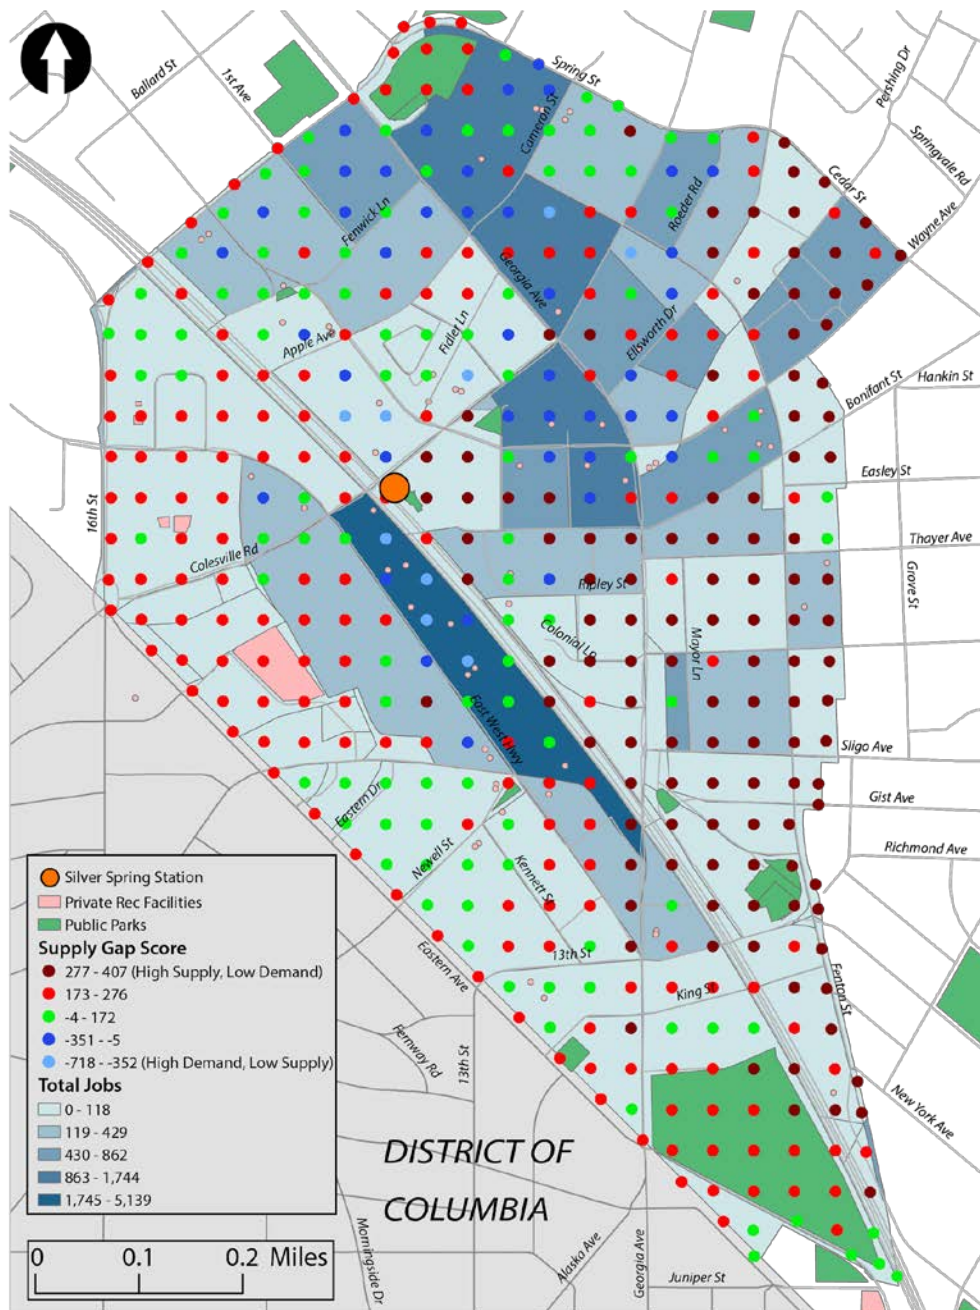 Ballard St
1st Ave
Spring St
Cameron St
Pershing Dr
Springvale Rd
Cedar St
Wayne Ave
Fenwick Ln
Roeder Rd
Georgia Ave
Apple Ave
Fidler Ln
Ellsworth Dr
Bonifant St
Hankin St
Easley St
16th St
Colesville Rd
Thayer Ave
Ripley St
Grove St
Colonial Ln
Mayor Ln
East West Hwy
Sligo Ave
Gist Ave
Eastern Dr
Newell St
Kennett St
Richmond Ave
13th St
Eastern Ave
King St
Fenton St
Fernway Rd
13th St
New York Ave
DISTRICT OF
COLUMBIA
Morningside Dr
Alaska Ave
Georgia Ave
Juniper St
Silver Spring Station
Private Rec Facilities
Public Parks
Supply Gap Score
277 - 407 (High Supply, Low Demand)
173 - 276
-4 - 172
-351 - -5
-718 - -352 (High Demand, Low Supply)
Total Jobs
0 - 118
119 - 429
430 - 862
863 - 1,744
1,745 - 5,139
0 0.1 0.2 Miles